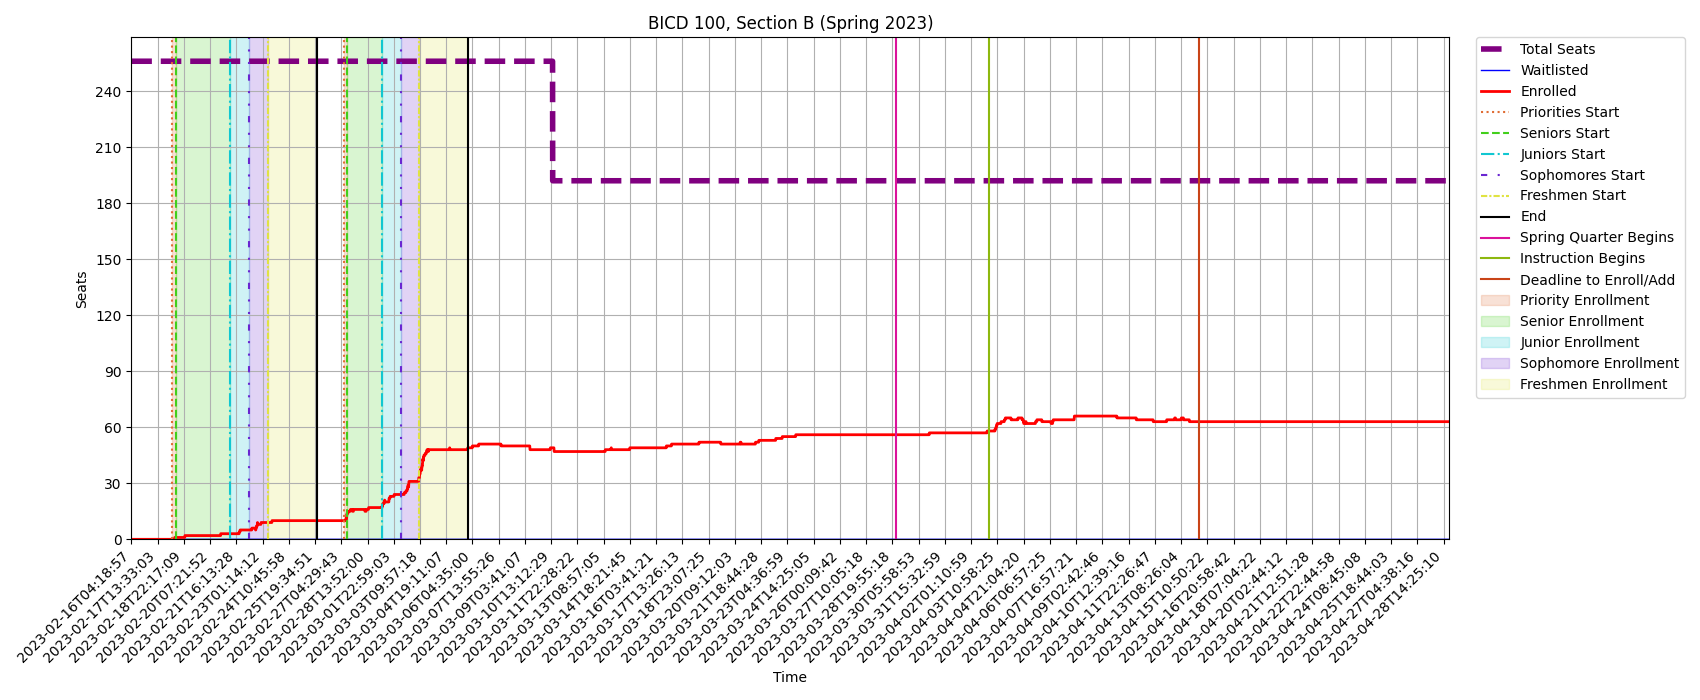 BICD 100, Section B (Spring 2023)
240
210
180
150
120
90
60
30
0
Seats
2023-02-16T04:18:57
2023-02-17T13:33:03
2023-02-18T22:17:09
2023-02-20T07:21:52
2023-02-21T16:13:28
2023-02-23T01:14:12
2023-02-24T10:45:58
2023-02-25T19:34:51
2023-02-27T04:29:43
2023-02-28T13:52:00
2023-03-01T22:59:03
2023-03-03T09:57:18
2023-03-04T19:11:07
2023-03-06T04:35:00
2023-03-07T13:55:26
2023-03-09T03:41:07
2023-03-10T13:12:29
2023-03-11T22:28:22
2023-03-13T08:57:05
2023-03-14T18:21:45
2023-03-16T03:41:21
2023-03-17T13:26:13
2023-03-18T23:07:25
2023-03-20T09:12:03
2023-03-21T18:44:28
2023-03-23T04:36:59
2023-03-24T14:25:05
2023-03-26T00:09:42
2023-03-27T10:05:18
2023-03-28T19:55:18
2023-03-30T05:58:53
2023-03-31T15:32:59
2023-04-02T01:10:59
2023-04-03T10:58:25
2023-04-04T21:04:20
2023-04-06T06:57:25
2023-04-07T16:57:21
2023-04-09T02:42:46
2023-04-10T12:39:16
2023-04-11T22:26:47
2023-04-13T08:26:04
2023-04-15T10:50:22
2023-04-16T20:58:42
2023-04-18T07:04:22
2023-04-20T02:44:12
2023-04-21T12:51:28
2023-04-22T22:44:58
2023-04-24T08:45:08
2023-04-25T18:44:03
2023-04-27T04:38:16
2023-04-28T14:25:10
Time
Total Seats
Waitlisted
Enrolled
Priorities Start
Seniors Start
Juniors Start
Sophomores Start
Freshmen Start
End
Spring Quarter Begins
Instruction Begins
Deadline to Enroll/Add
Priority Enrollment
Senior Enrollment
Junior Enrollment
Sophomore Enrollment
Freshmen Enrollment